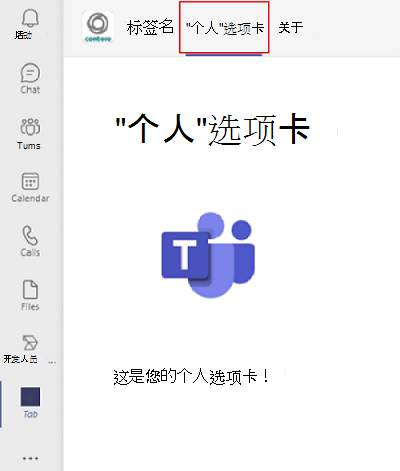 活动
Chat
Tums
Calendar
Calls
Files
开发人员 ...
Tab
contoso
标签名 "个人"选项卡 关于
"个人"选项卡
T
这是您的个人选项卡！